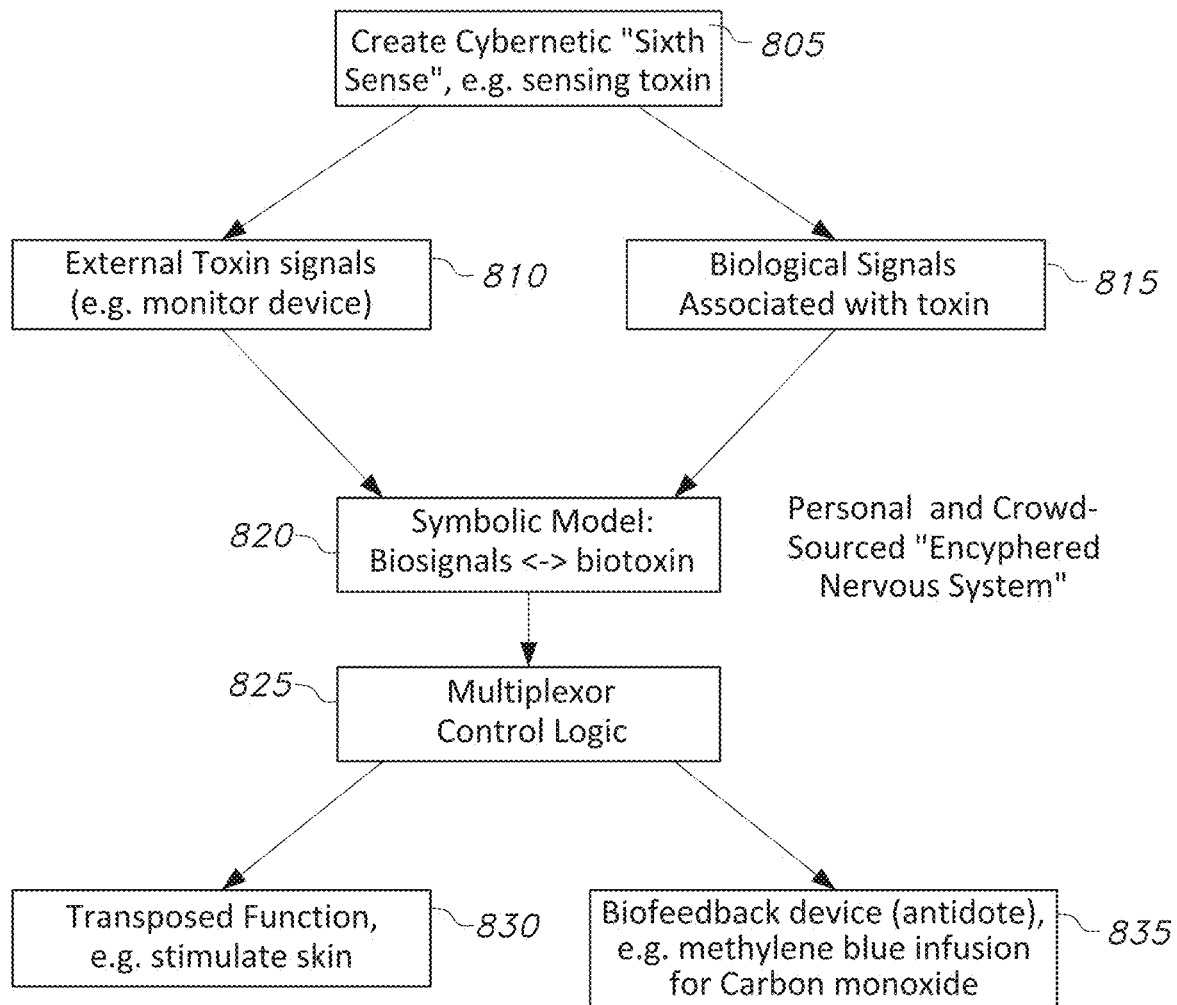 Create Cybernetic "Sixth
Sense", e.g. sensing toxin
805
External Toxin signals
(e.g. monitor device)
810
Biological Signals
Associated with toxin
815
820
Symbolic Model:
Biosignals <-> biotoxin
Personal and Crowd-
Sourced "Encyphered
Nervous System"
825
Multiplexor
Control Logic
Transposed Function,
e.g. stimulate skin
830
Biofeedback device (antidote),
e.g. methylene blue infusion
for Carbon monoxide
835